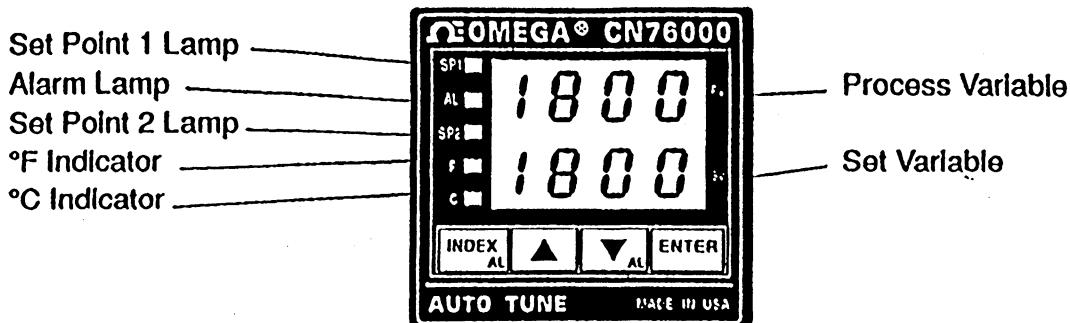 Set Point 1 Lamp
Alarm Lamp
Set Point 2 Lamp
°F Indicator
°C Indicator
ΩEOMEGA® CN76000
SP1
AL
SP2
F
C
1800
1800
Process Variable
Set Variable
INDEX AL
AL
ENTER
AUTO TUNE
MADE IN USA